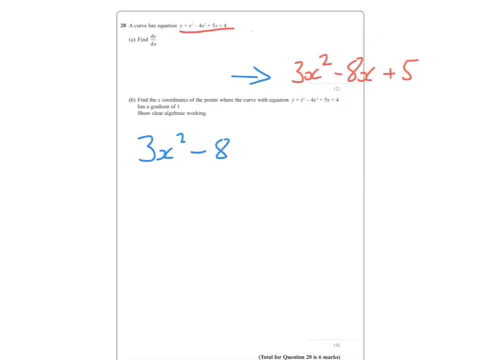 20 A curve has equation y = x³ − 4x² + 5x + 4
(a) Find dy/dx
→ 3x² − 8x + 5
(2)
(b) Find the x coordinates of the points where the curve with equation y = x³ − 4x² + 5x + 4
has a gradient of 1
Show clear algebraic working.
3x² − 8
(4)
(Total for Question 20 is 6 marks)